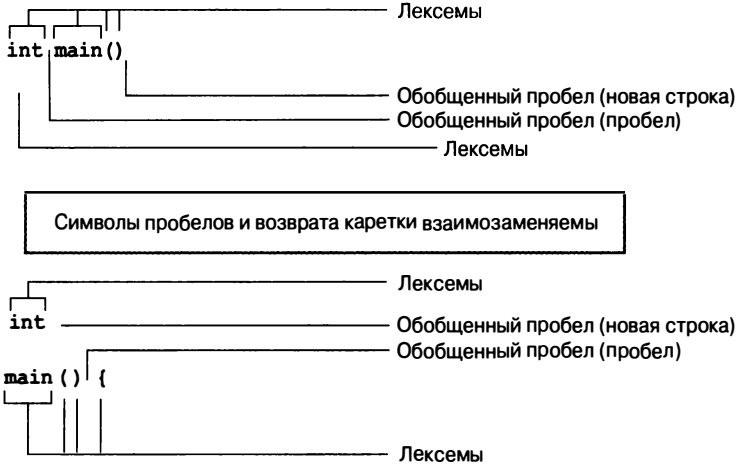 Лексемы
int main()
Обобщенный пробел (новая строка)
Обобщенный пробел (пробел)
Лексемы
Символы пробелов и возврата каретки взаимозаменяемы
Лексемы
int
Обобщенный пробел (новая строка)
Обобщенный пробел (пробел)
main () {
Лексемы